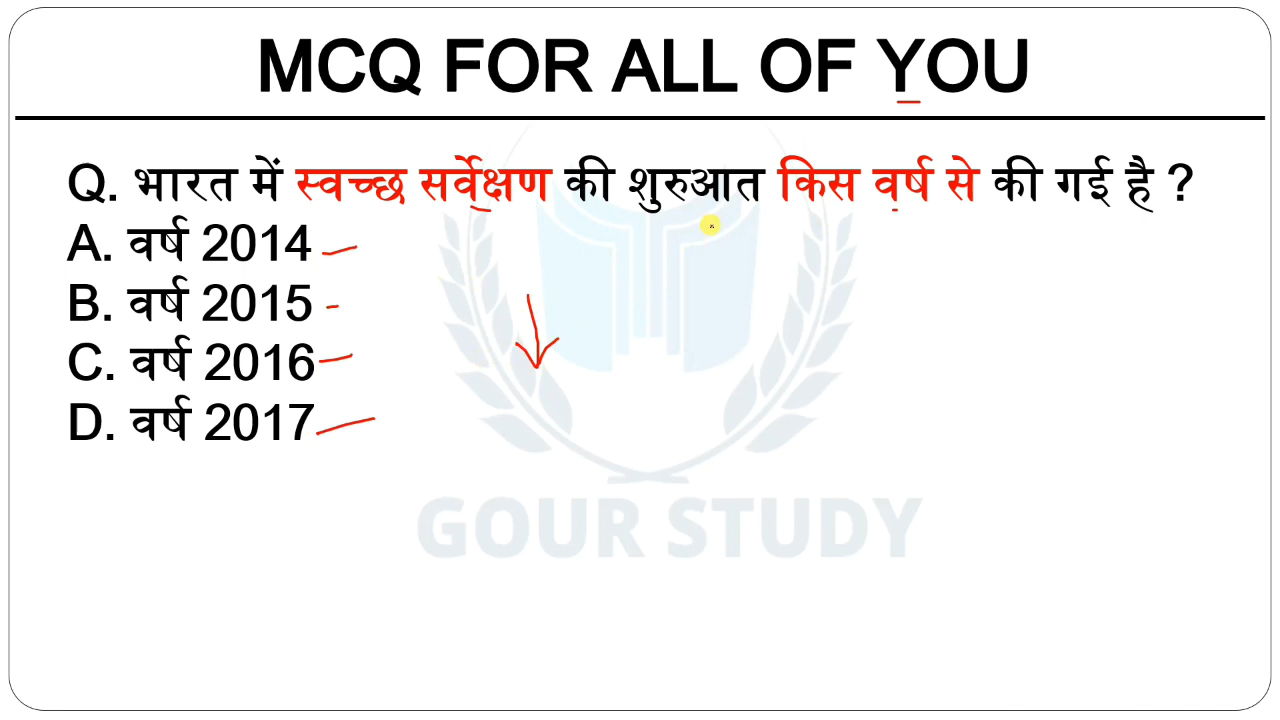 MCQ FOR ALL OF YOU
Q. भारत में स्वच्छ सर्वेक्षण की शुरुआत किस वर्ष से की गई है ?
A. वर्ष 2014
B. वर्ष 2015
C. वर्ष 2016
D. वर्ष 2017
GOUR STUDY